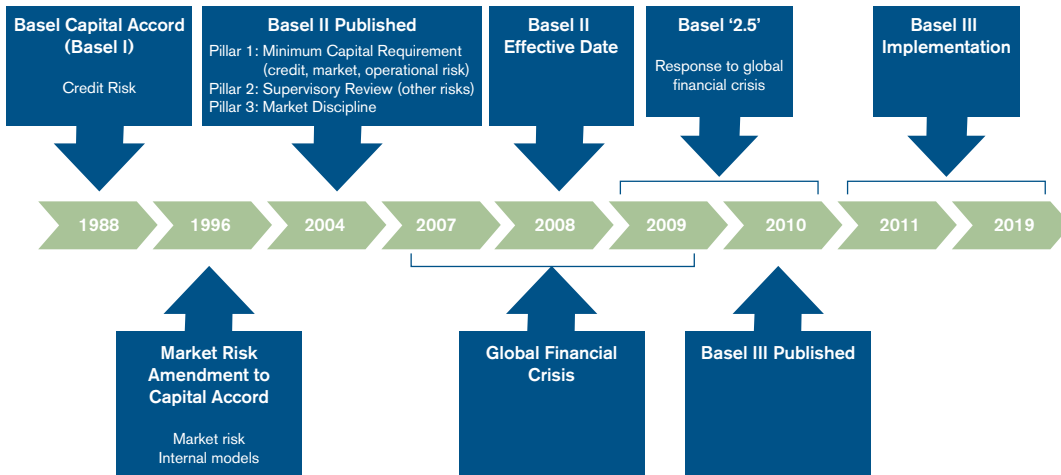 Basel Capital Accord
(Basel I)
Credit Risk
Basel II Published
Pillar 1: Minimum Capital Requirement
(credit, market, operational risk)
Pillar 2: Supervisory Review (other risks)
Pillar 3: Market Discipline
Basel II
Effective Date
Basel ‘2.5’
Response to global
financial crisis
Basel III
Implementation
1988
1996
2004
2007
2008
2009
2010
2011
2019
Market Risk
Amendment to
Capital Accord
Market risk
Internal models
Global Financial
Crisis
Basel III Published